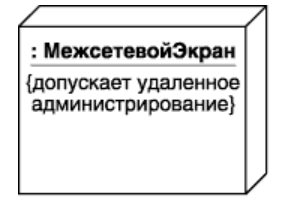 : МежсетевойЭкран
{допускает удаленное
администрирование}